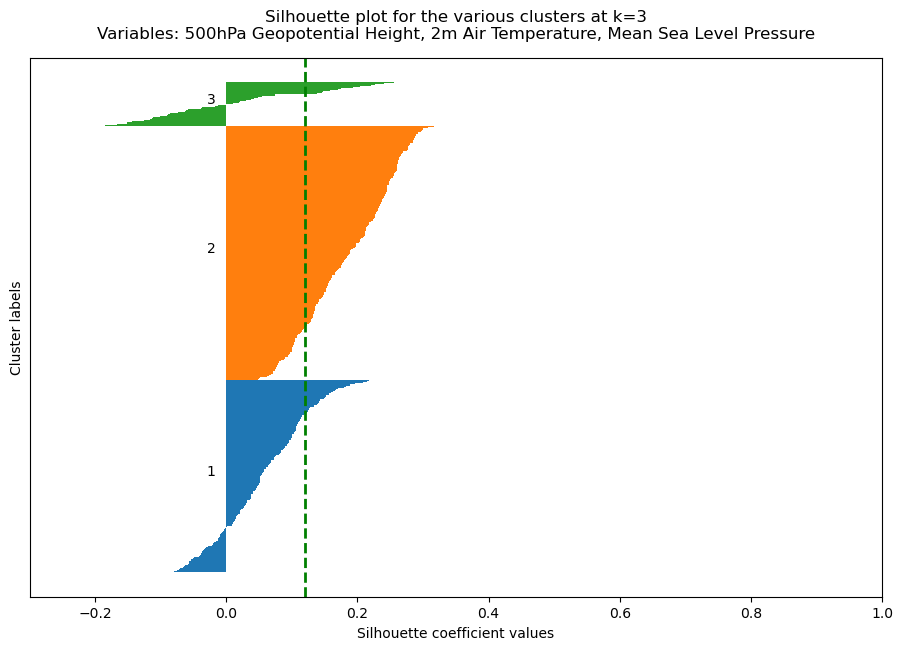 Silhouette plot for the various clusters at k=3
Variables: 500hPa Geopotential Height, 2m Air Temperature, Mean Sea Level Pressure
3
2
1
Cluster labels
−0.2
0.0
0.2
0.4
0.6
0.8
1.0
Silhouette coefficient values